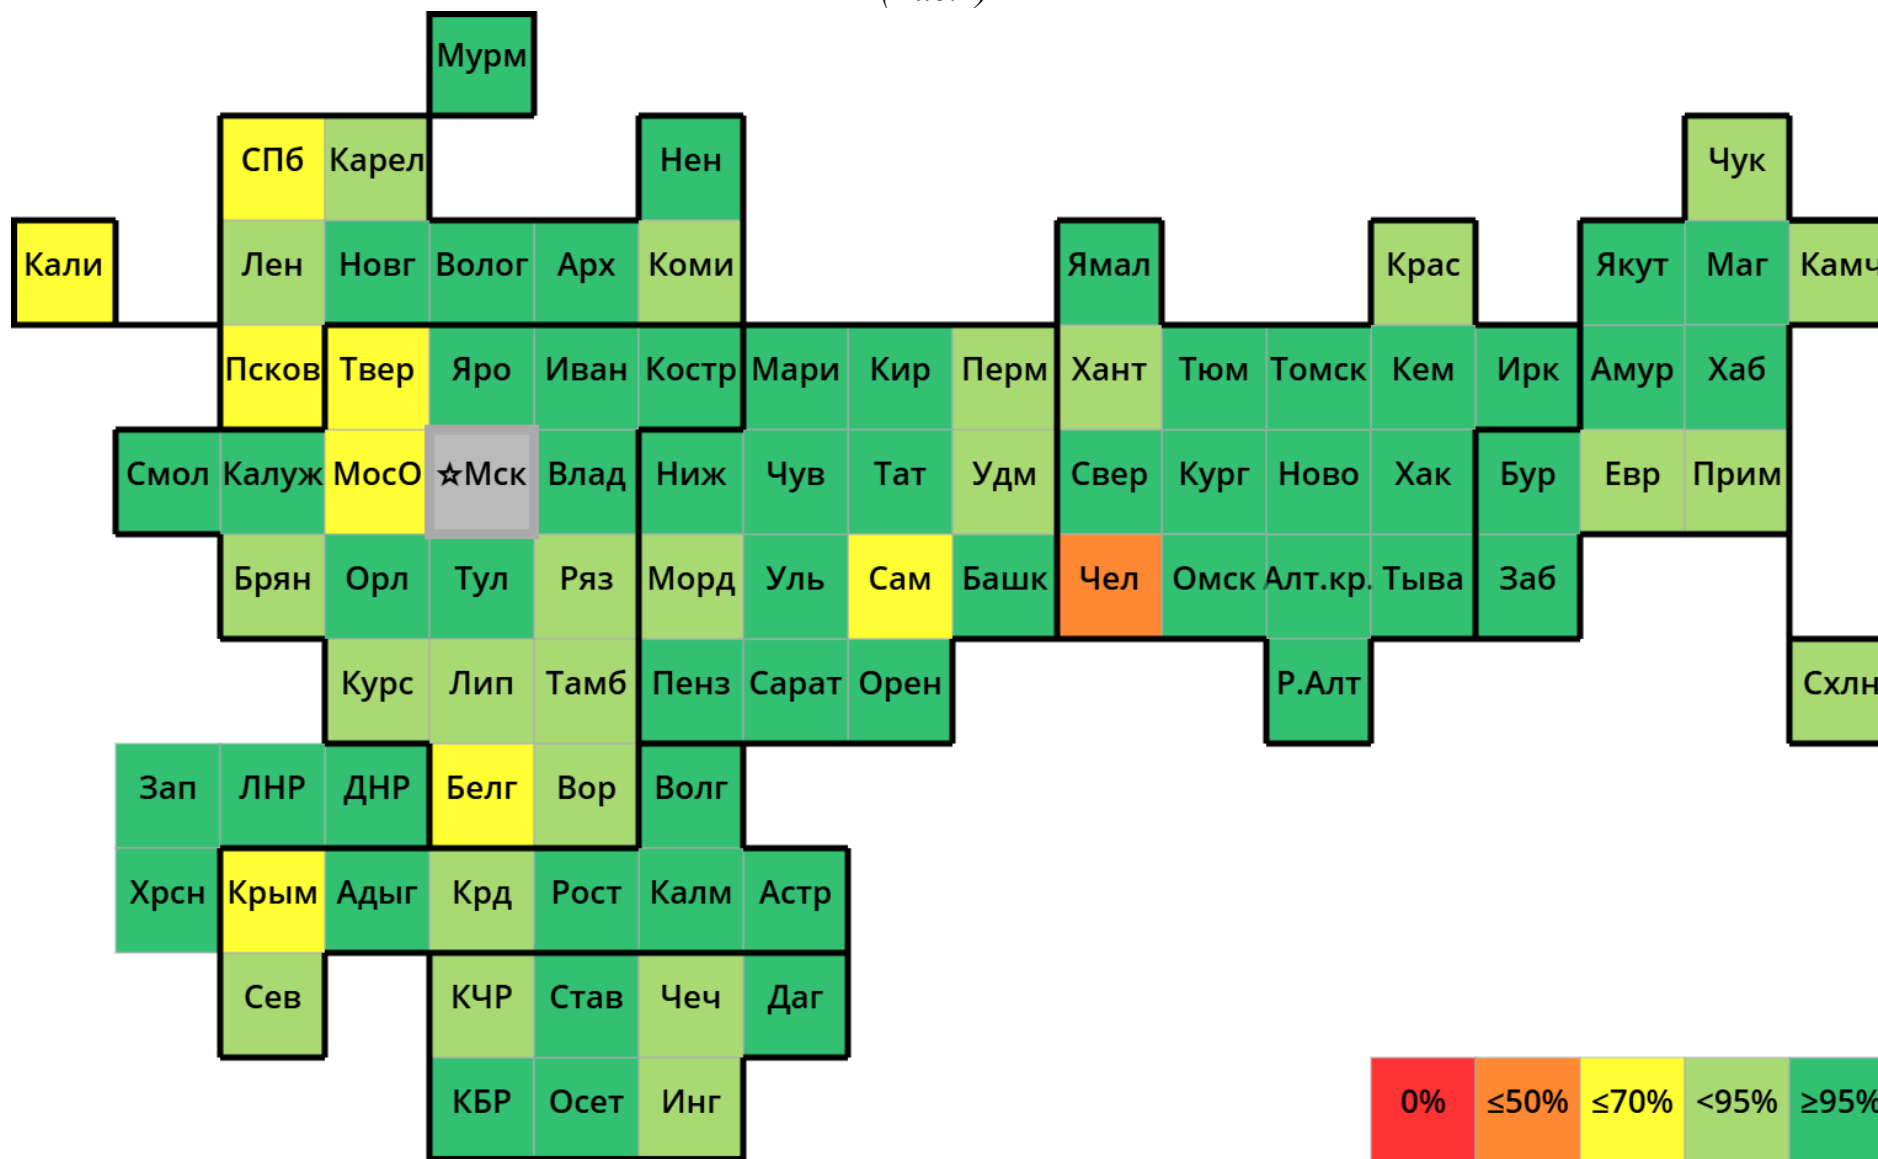 Мурм
СПб Карел Нен Чук
Кали Лен Новг Волог Арх Коми Ямал Крас Якут Маг Камч
Псков Твер Яро Иван Костр Мари Кир Перм Хант Тюм Томск Кем Ирк Амур Хаб
Смол Калуж МосО ☆Мск Влад Ниж Чув Тат Удм Свер Кург Ново Хак Бур Евр Прим
Брян Орл Тул Ряз Морд Уль Сам Башк Чел Омск Алт.кр. Тыва Заб
Курс Лип Тамб Пенз Сарат Орен Р.Алт Схлн
Зап ЛНР ДНР Белг Вор Волг
Хрсн Крым Адыг Крд Рост Калм Астр
Сев КЧР Став Чеч Даг
КБР Осет Инг 0% ≤50% ≤70% <95% ≥95%